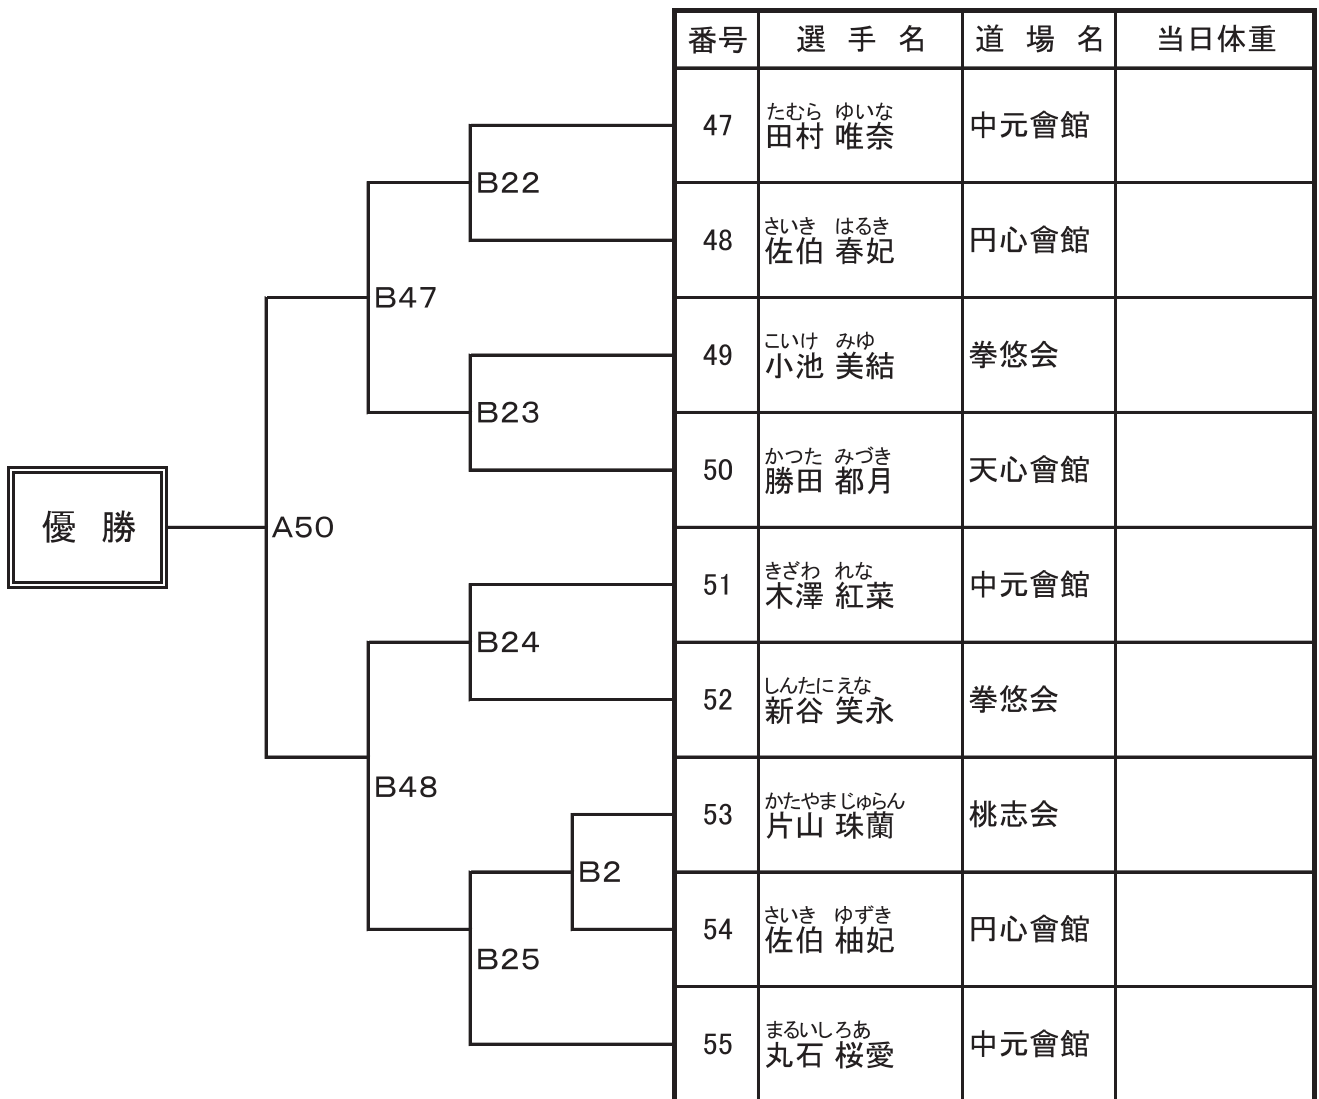 番号 選手名 道場名 当日体重
たむら ゆいな
47 田村 唯奈 中元會館
B22
さいき はるき
48 佐伯 春妃 円心會館
B47
こいけ みゆ
49 小池 美結 拳悠会
B23
かつた みづき
50 勝田 都月 天心會館
優勝 A50
きざわ れな
51 木澤 紅菜 中元會館
B24
しんたに えな
52 新谷 笑永 拳悠会
B48
かたやま じゅらん
53 片山 珠蘭 桃志会
B2
さいき ゆずき
54 佐伯 柚妃 円心會館
B25
まるいし ろあ
55 丸石 桜愛 中元會館